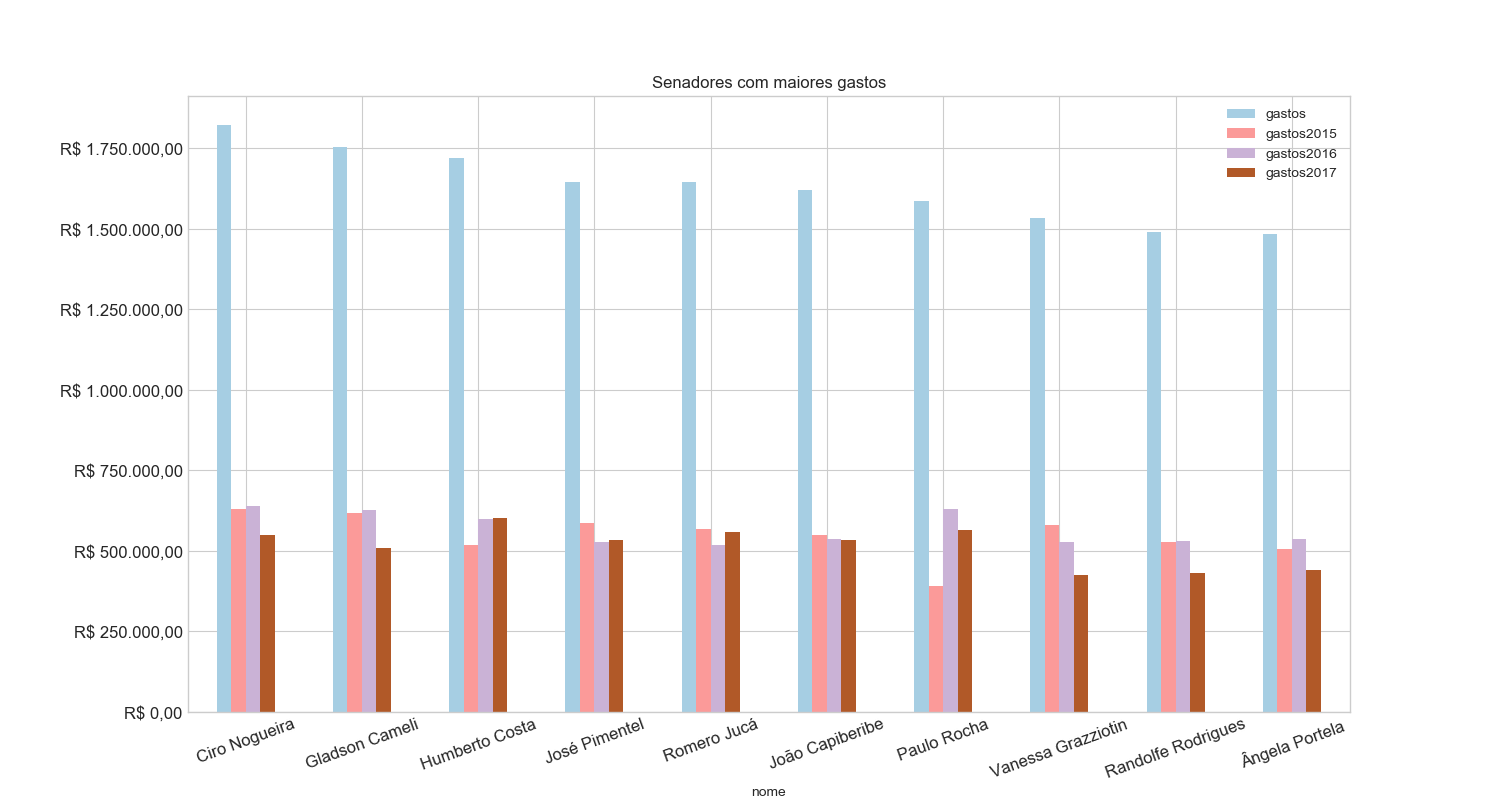 Senadores com maiores gastos
gastos
gastos2015
gastos2016
gastos2017
R$ 1.750.000,00
R$ 1.500.000,00
R$ 1.250.000,00
R$ 1.000.000,00
R$ 750.000,00
R$ 500.000,00
R$ 250.000,00
R$ 0,00
Ciro Nogueira
Gladson Cameli
Humberto Costa
José Pimentel
Romero Jucá
João Capiberibe
Paulo Rocha
Vanessa Grazziotin
Randolfe Rodrigues
Ângela Portela
nome